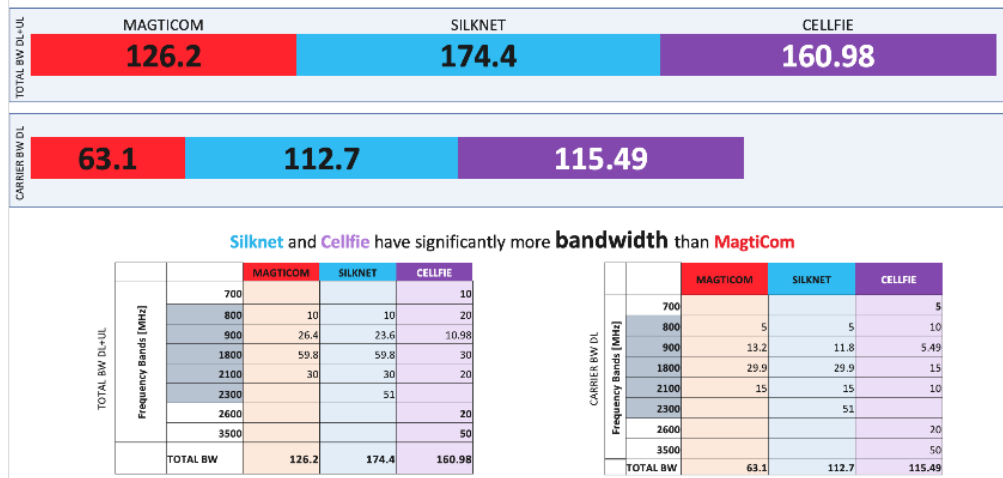 TOTAL BW DL+UL
MAGTICOM SILKNET CELLFIE
126.2 174.4 160.98
CARRIER BW DL
63.1 112.7 115.49
Silknet and Cellfie have significantly more bandwidth than MagtiCom
TOTAL BW DL+UL
Frequency Bands [MHz]
MAGTICOM SILKNET CELLFIE
700 10
800 10 10 20
900 26.4 23.6 10.98
1800 59.8 59.8 30
2100 30 30 20
2300 51
2600 20
3500 50
TOTAL BW 126.2 174.4 160.98
CARRIER BW DL
Frequency Bands [MHz]
MAGTICOM SILKNET CELLFIE
700 5
800 5 5 10
900 13.2 11.8 5.49
1800 29.9 29.9 15
2100 15 15 10
2300 51
2600 20
3500 50
TOTAL BW 63.1 112.7 115.49